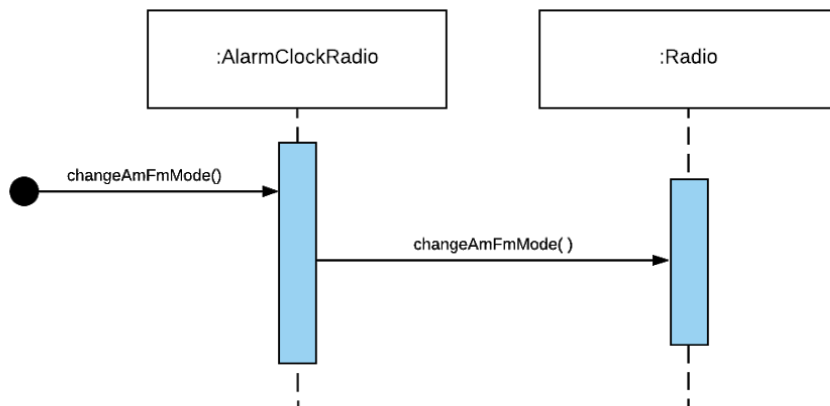 :AlarmClockRadio
:Radio
changeAmFmMode()
changeAmFmMode( )